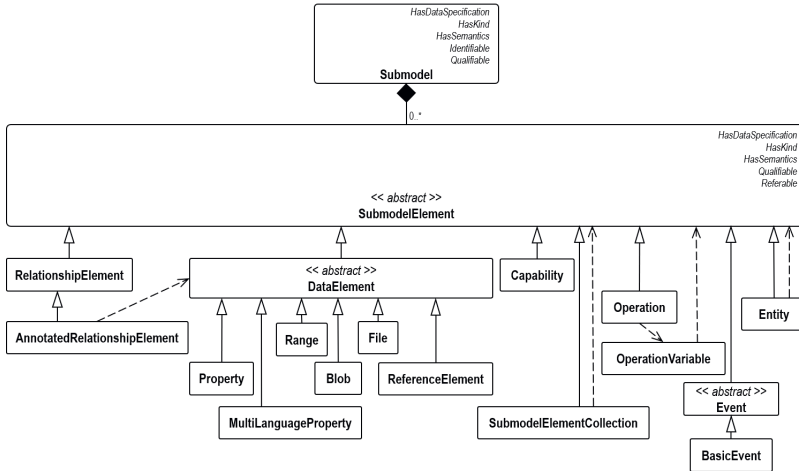 HasDataSpecification
HasKind
HasSemantics
Identifiable
Qualifiable
Submodel
0..*
HasDataSpecification
HasKind
HasSemantics
Qualifiable
Referable
<< abstract >>
SubmodelElement
RelationshipElement
<< abstract >>
DataElement
Capability
Operation
Entity
AnnotatedRelationshipElement
Range
File
OperationVariable
Property
Blob
ReferenceElement
<< abstract >>
Event
MultiLanguageProperty
SubmodelElementCollection
BasicEvent